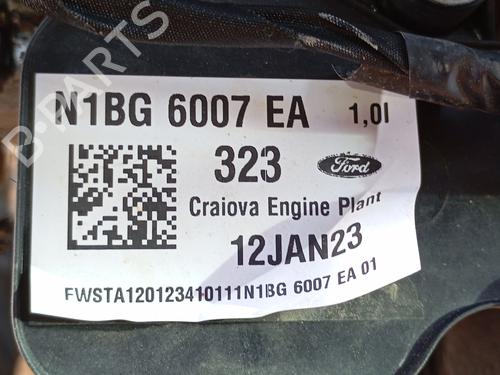 N1BG 6007 EA 1,0l
323
Ford
Craiova Engine Plant
12JAN23
FWSTA120123410111N1BG 6007 EA 01
B-PARTS